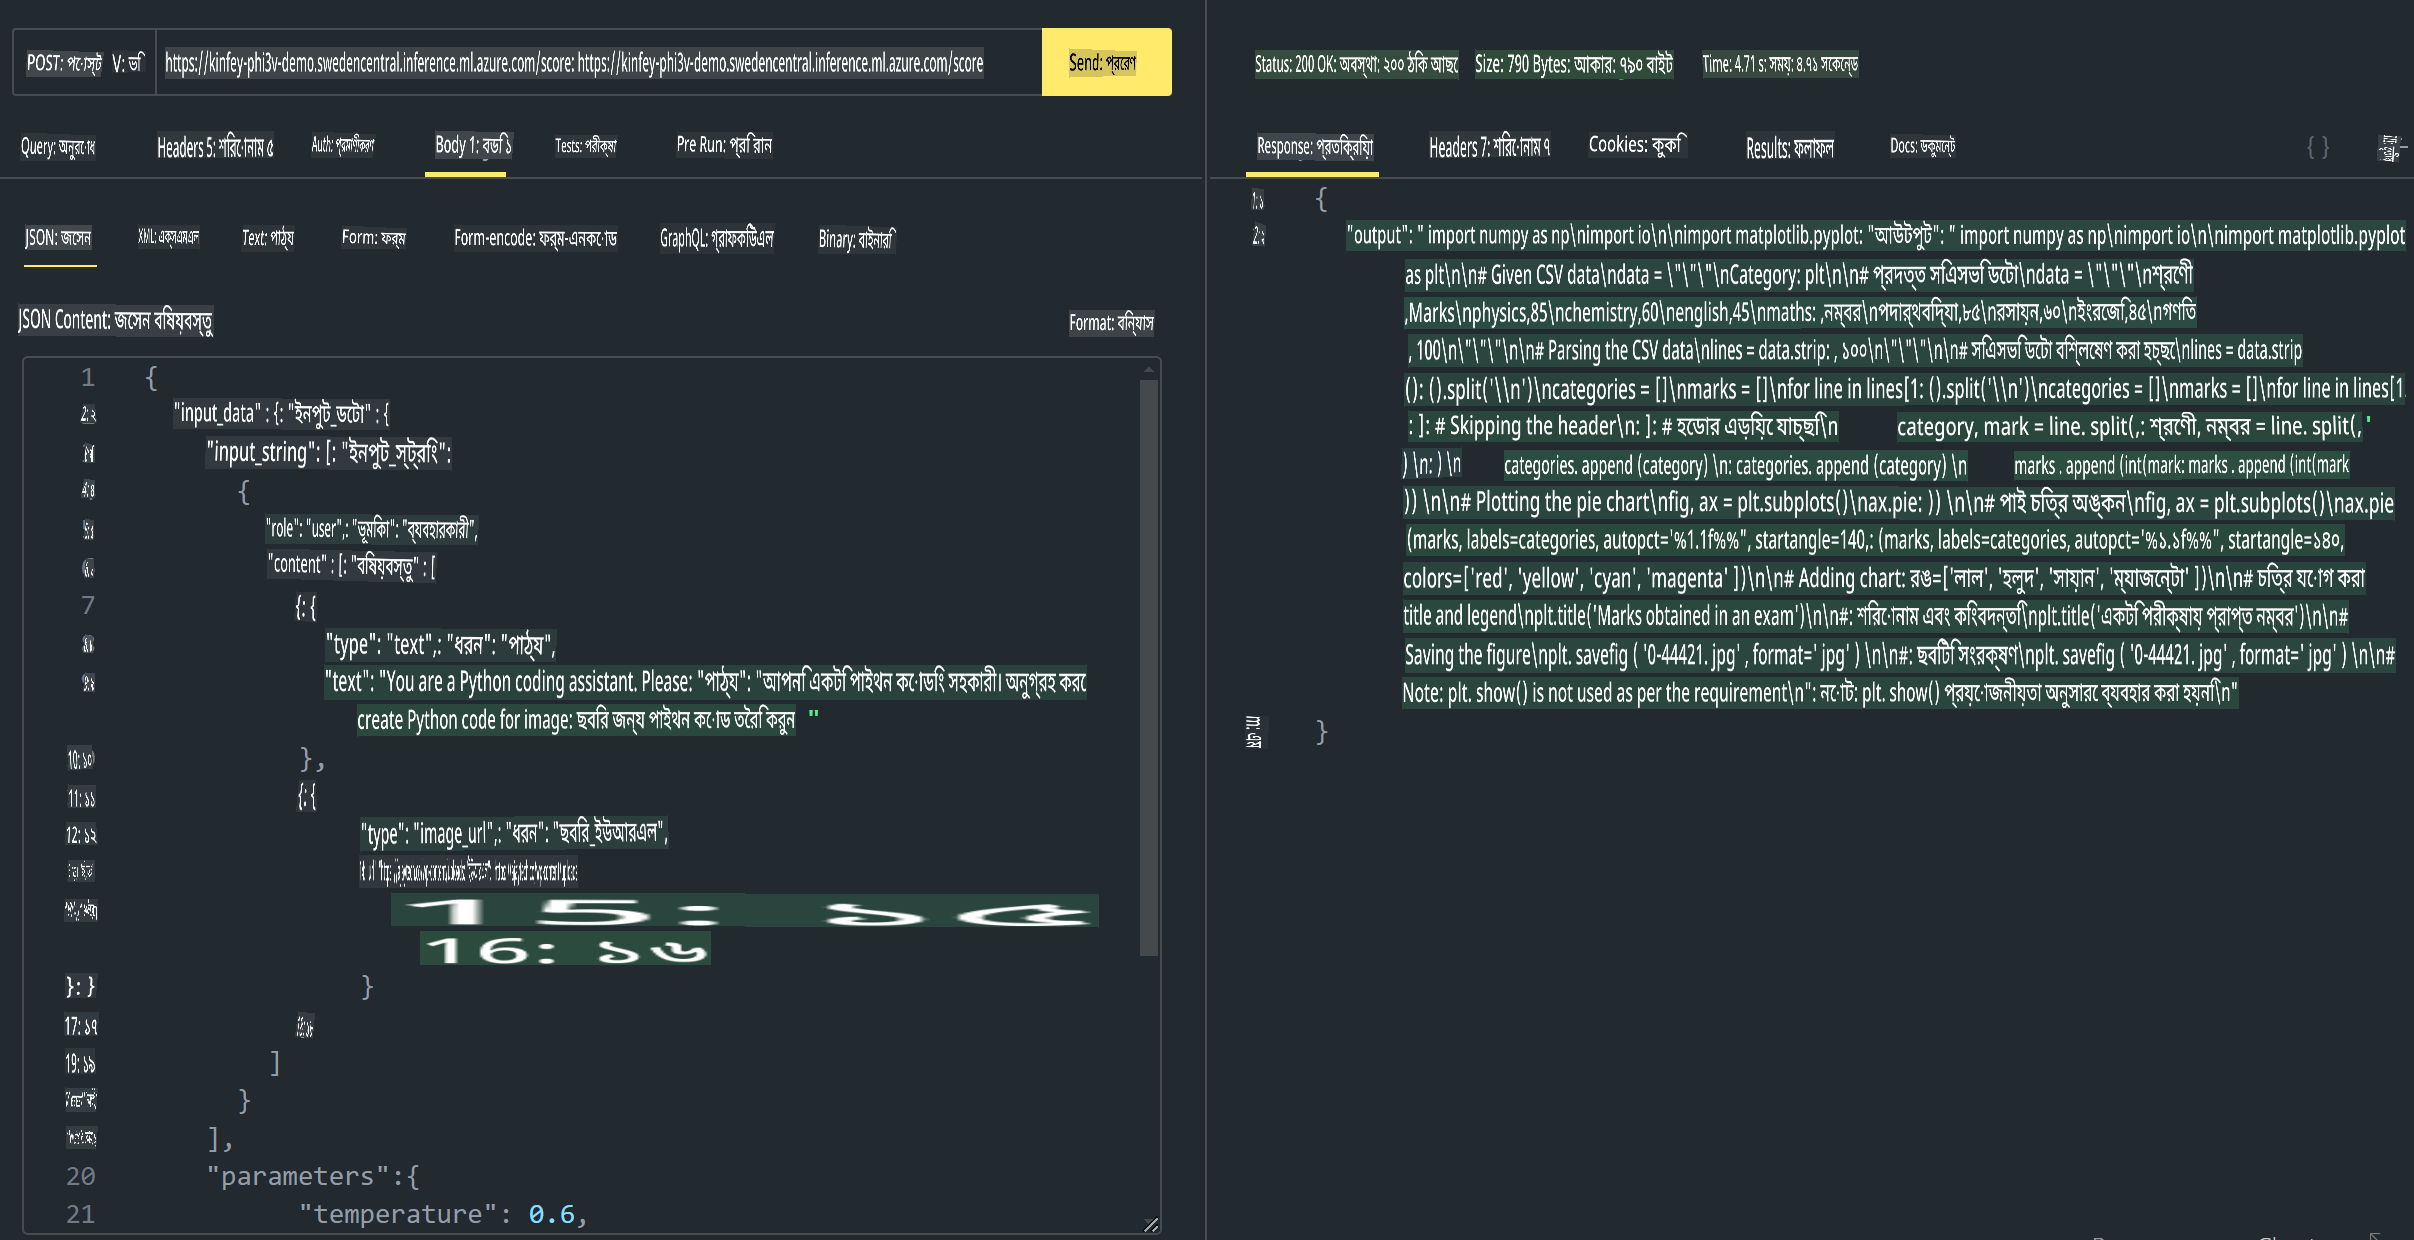 POST: পোস্ট V: ভি https://kinfey-phi3v-demo.swedencentral.inference.ml.azure.com/score: https://kinfey-phi3v-demo.swedencentral.inference.ml.azure.com/score Send: প্রেরণ
Query: অনুরোধ Headers 5: শিরোনাম ৫ Auth: প্রমাণীকরণ Body 1: বডি ১ Tests: পরীক্ষা Pre Run: প্রি রান
JSON: জেসন XML: এক্সএমএল Text: পাঠ্য Form: ফর্ম Form-encode: ফর্ম-এনকোড GraphQL: গ্রাফকিউএল Binary: বাইনারি
JSON Content: জেসন বিষয়বস্তু Format: বিন্যাস
1 {
2: ২ "input_data" : {: "ইনপুট_ডেটা" : {
"input_string": [: "ইনপুট_স্ট্রিং":
4: ৪ {
"role": "user",: "ভূমিকা": "ব্যবহারকারী",
"content" : [: "বিষয়বস্তু" : [
7 {: {
"type": "text",: "ধরন": "পাঠ্য",
"text": "You are a Python coding assistant. Please: "পাঠ্য": "আপনি একটি পাইথন কোডিং সহকারী। অনুগ্রহ করে
create Python code for image: ছবির জন্য পাইথন কোড তৈরি করুন "
10: ১০ },
11: ১১ {: {
12: ১২ "type": "image_url",: "ধরন": "ছবির_ইউআরএল",
15: ১৫
16: ১৬
}: } }
17: ১৭
19: ১৯ ]
}
],
20 "parameters":{
21 "temperature": 0.6,
Status: 200 OK: অবস্থা: ২০০ ঠিক আছে Size: 790 Bytes: আকার: ৭৯০ বাইট Time: 4.71 s: সময়: ৪.৭১ সেকেন্ড
Response: প্রতিক্রিয়া Headers 7: শিরোনাম ৭ Cookies: কুকি Results: ফলাফল Docs: ডকুমেন্ট { }
1: ১ {
2: ২ "output": " import numpy as np\nimport io\n\nimport matplotlib.pyplot: "আউটপুট": " import numpy as np\nimport io\n\nimport matplotlib.pyplot
as plt\n\n# Given CSV data\ndata = \"\"\"\nCategory: plt\n\n# প্রদত্ত সিএসভি ডেটা\ndata = \"\"\"\nশ্রেণী
,Marks\nphysics,85\nchemistry,60\nenglish,45\nmaths: ,নম্বর\nপদার্থবিদ্যা,৮৫\nরসায়ন,৬০\nইংরেজি,৪৫\nগণিত
, 100\n\"\"\"\n\n# Parsing the CSV data\nlines = data.strip: , ১০০\n\"\"\"\n\n# সিএসভি ডেটা বিশ্লেষণ করা হচ্ছে\nlines = data.strip
(): ().split('\\n')\ncategories = []\nmarks = []\nfor line in lines[1: ().split('\\n')\ncategories = []\nmarks = []\nfor line in lines[1
: ]: # Skipping the header\n: ]: # হেডার এড়িয়ে যাচ্ছি\n category, mark = line. split(,: শ্রেণী, নম্বর = line. split(, '
) \n: ) \n categories. append (category) \n: categories. append (category) \n marks . append (int(mark: marks . append (int(mark
)) \n\n# Plotting the pie chart\nfig, ax = plt.subplots()\nax.pie: )) \n\n# পাই চিত্র অঙ্কন\nfig, ax = plt.subplots()\nax.pie
(marks, labels=categories, autopct='%1.1f%%", startangle=140,: (marks, labels=categories, autopct='%১.১f%%", startangle=১৪০,
colors=['red', 'yellow', 'cyan', 'magenta' ])\n\n# Adding chart: রঙ=['লাল', 'হলুদ', 'সায়ান', 'ম্যাজেন্টা' ])\n\n# চিত্র যোগ করা
title and legend\nplt.title('Marks obtained in an exam')\n\n#: শিরোনাম এবং কিংবদন্তি\nplt.title('একটি পরীক্ষায় প্রাপ্ত নম্বর')\n\n#
Saving the figure\nplt. savefig ( '0-44421. jpg' , format=' jpg' ) \n\n#: ছবিটি সংরক্ষণ\nplt. savefig ( '0-44421. jpg' , format=' jpg' ) \n\n#
Note: plt. show() is not used as per the requirement\n": নোট: plt. show() প্রয়োজনীয়তা অনুসারে ব্যবহার করা হয়নি\n"
}